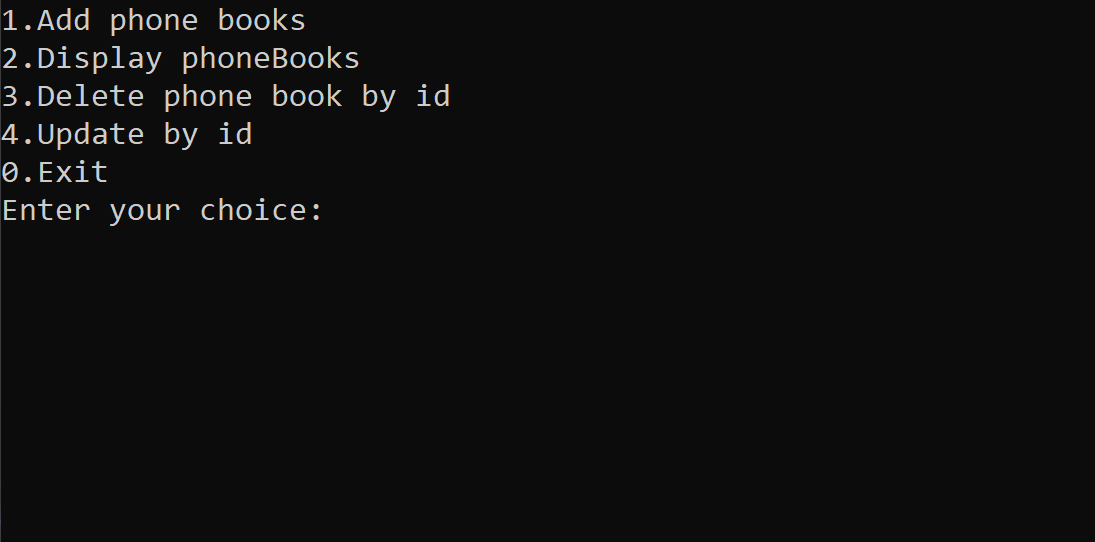 1.Add phone books
2.Display phoneBooks
3.Delete phone book by id
4.Update by id
0.Exit
Enter your choice: